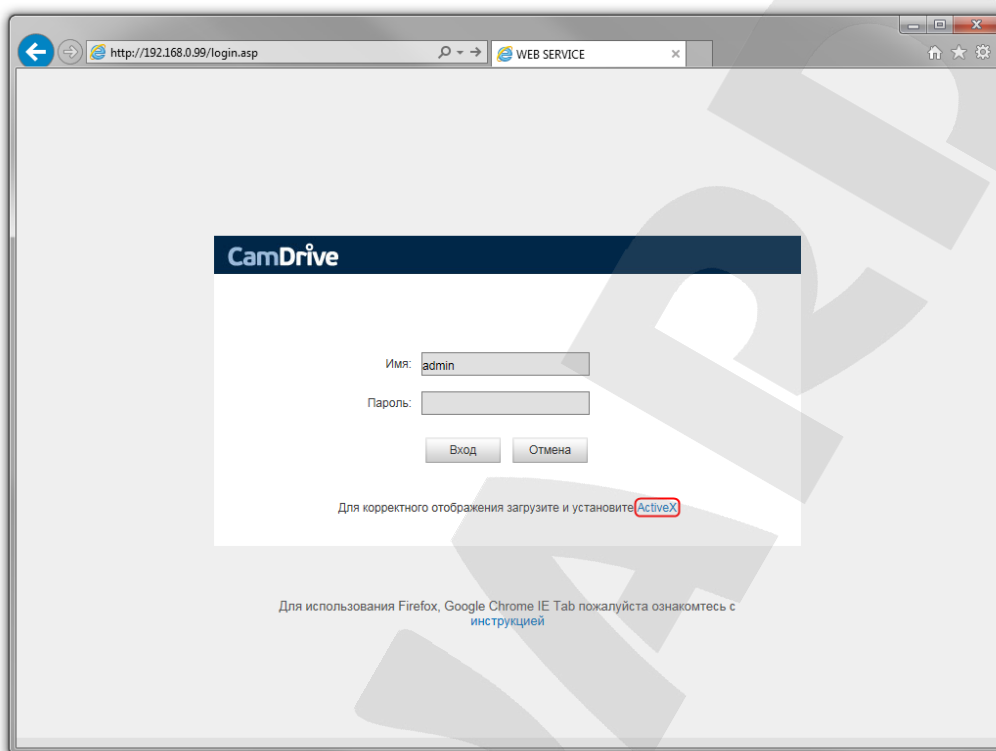 http://192.168.0.99/login.asp
WEB SERVICE
CamDrive
Имя: admin
Пароль:
Вход Отмена
Для корректного отображения загрузите и установите ActiveX
Для использования Firefox, Google Chrome IE Tab пожалуйста ознакомтесь с
инструкцией